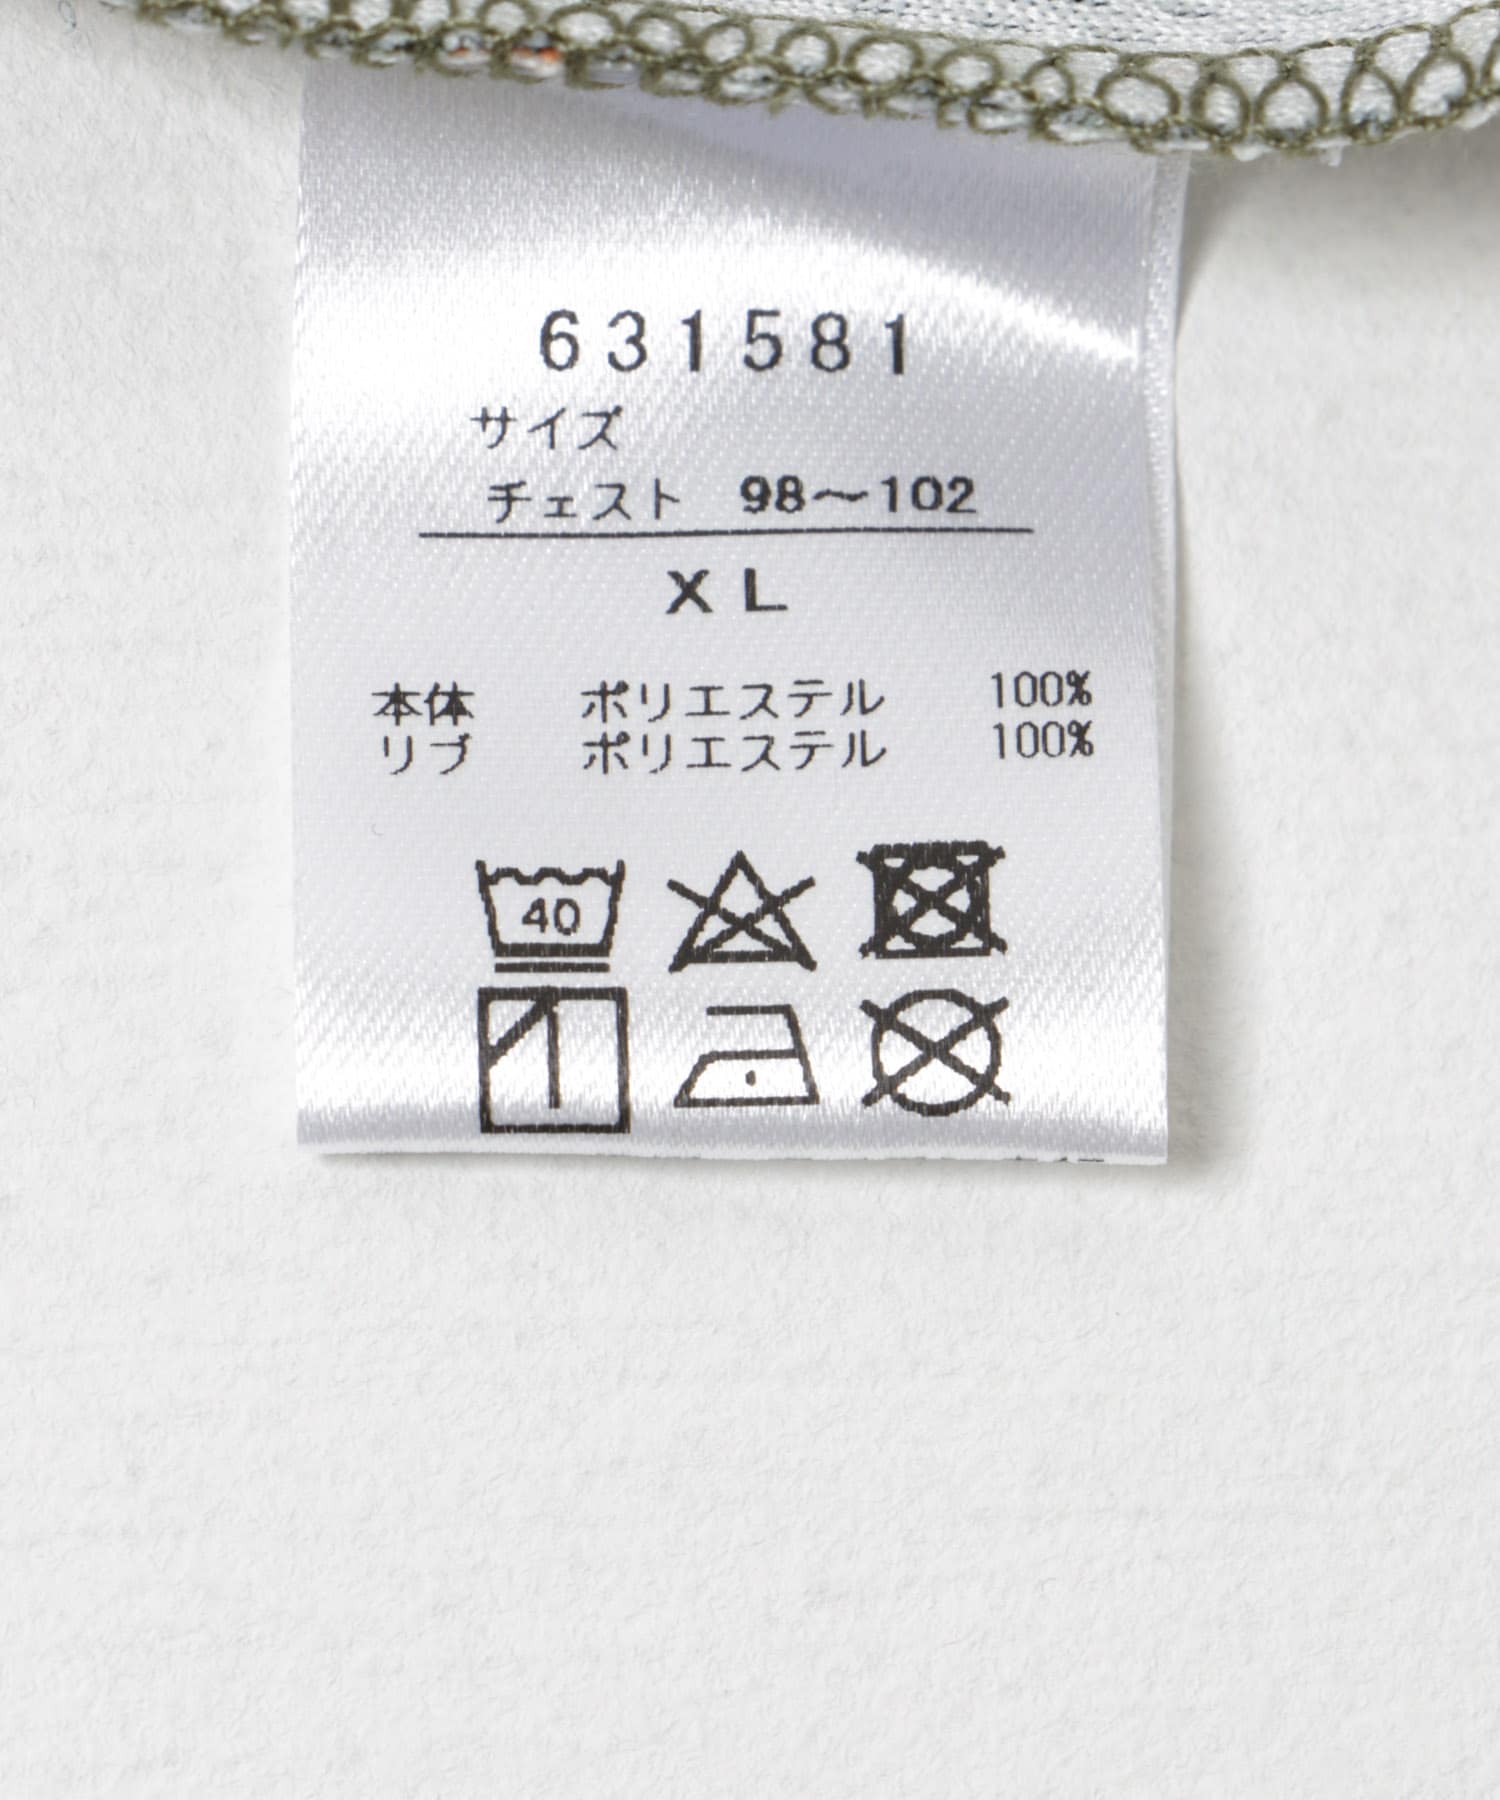 631581
サイズ
チェスト 98～102
XL
本体 ポリエステル 100%
リブ ポリエステル 100%
40